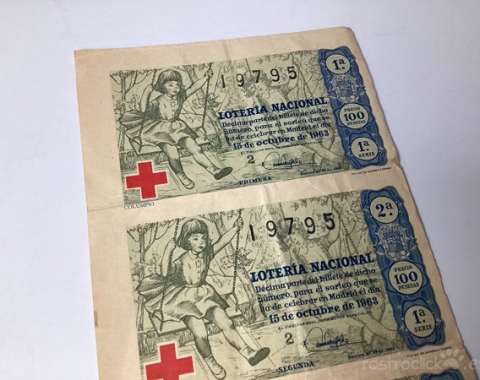 19795
1ª
LOTERIA NACIONAL
Décima parte del billete de dicho
número, para el sorteo que se
ha de celebrar en Madrid el día
15 de octubre de 1963
PRECIO
100
PESETAS
1ª
SERIE
2
PRIMERA
COLUMPIO
19795
2ª
LOTERIA NACIONAL
Décima parte del billete de dicho
número, para el sorteo que se
ha de celebrar en Madrid el día
15 de octubre de 1963
PRECIO
100
PESETAS
1ª
SERIE
2
SEGUNDA
todoclick